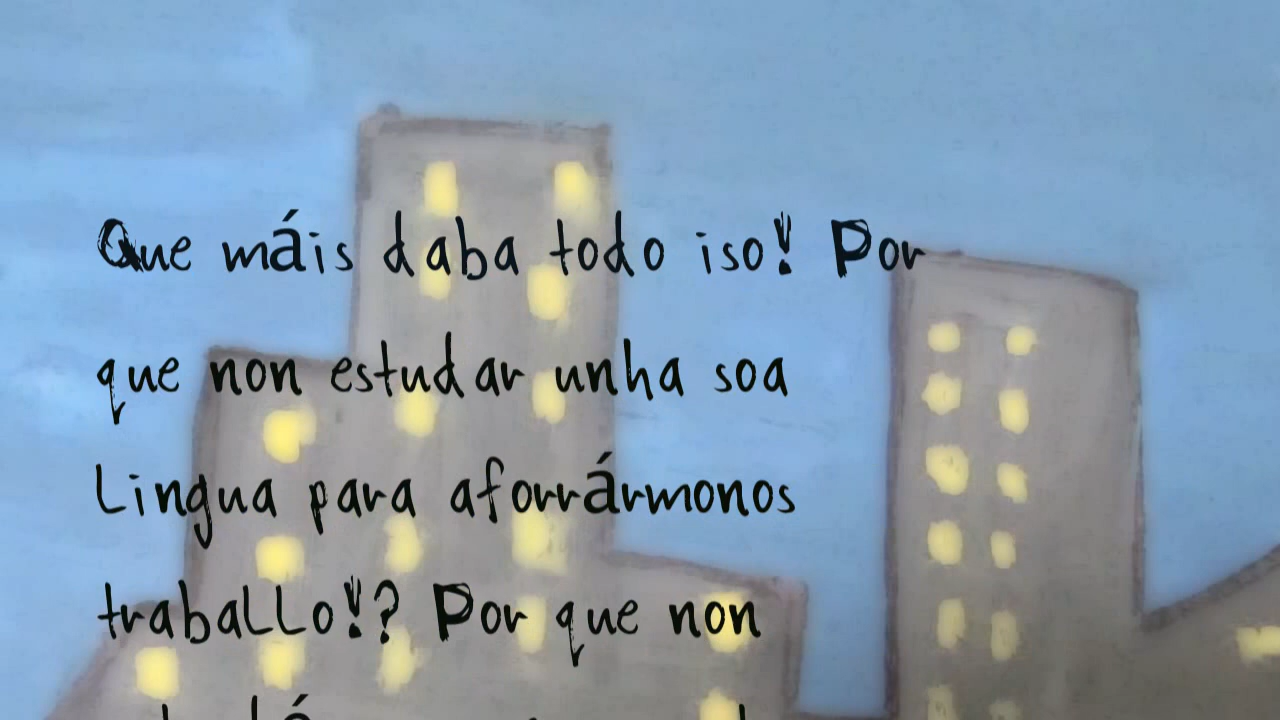 Que máis daba todo iso! Por
que non estudar unha soa
lingua para aforrármonos
traballo!? Por que non